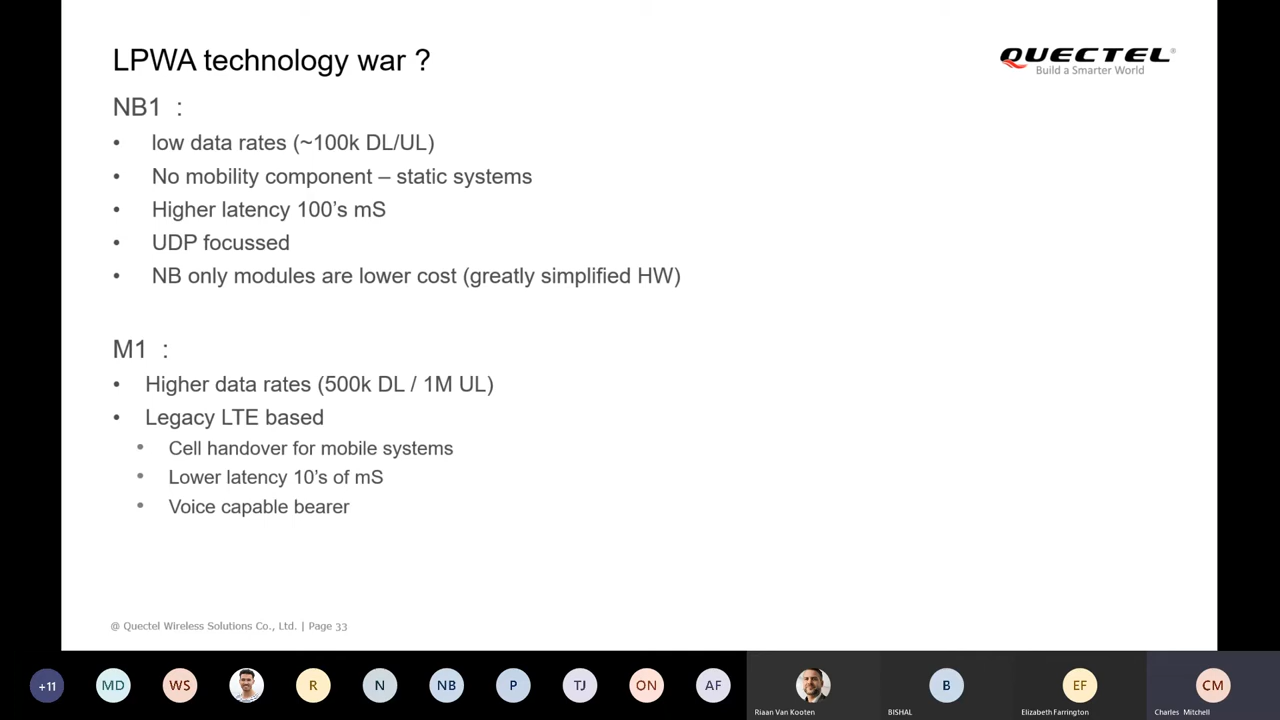 LPWA technology war ?
QUECTEL®
Build a Smarter World
NB1 :
• low data rates (~100k DL/UL)
• No mobility component – static systems
• Higher latency 100's mS
• UDP focussed
• NB only modules are lower cost (greatly simplified HW)
M1 :
• Higher data rates (500k DL / 1M UL)
• Legacy LTE based
• Cell handover for mobile systems
• Lower latency 10's of mS
• Voice capable bearer
@ Quectel Wireless Solutions Co., Ltd. | Page 33
+11
MD
WS
R
N
NB
P
TJ
ON
AF
Riaan Van Kooten
B
BISHAL
EF
Elizabeth Farrington
CM
Charles Mitchell